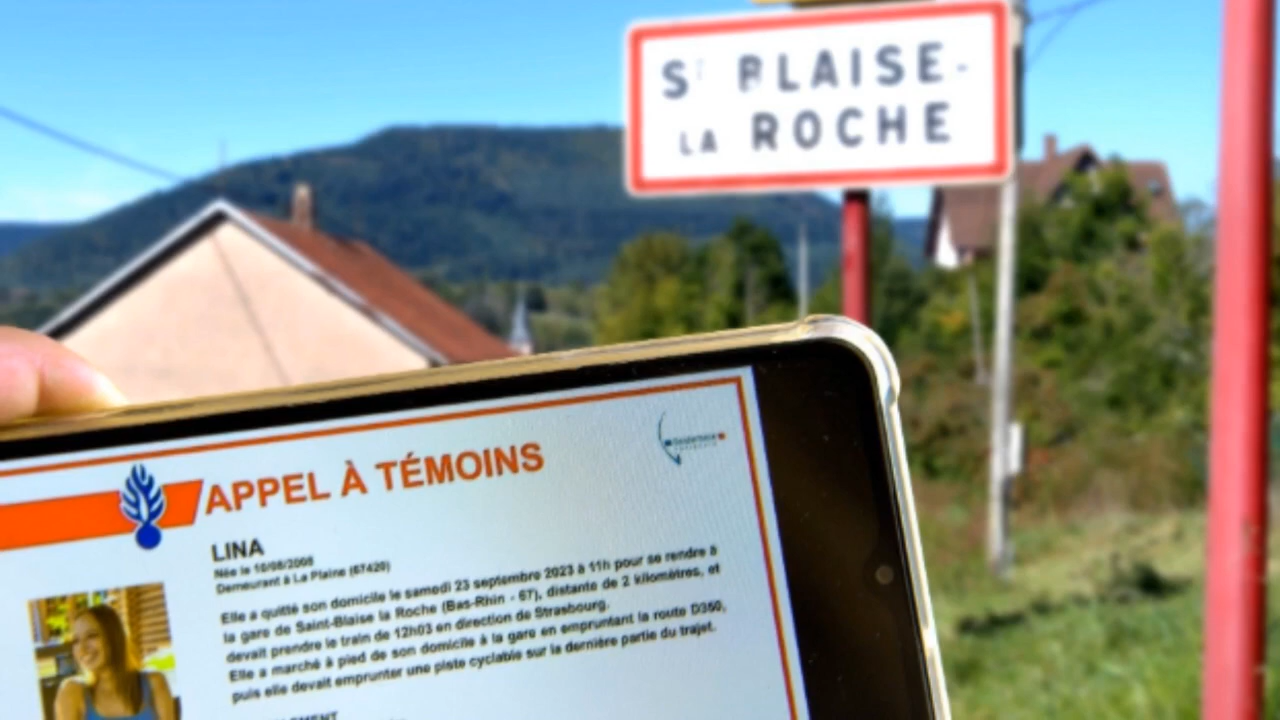 St BLAISE-
LA ROCHE
APPEL À TÉMOINS
LINA
Née le
Demeurant à La Plaine (67420)
Elle a quitté son domicile le samedi 23 septembre 2023 à 11h pour se rendre à
la gare de Saint-Blaise la Roche (Bas-Rhin - 67), distante de 2 kilomètres, et
devait prendre le train de 12h03 en direction de Strasbourg.
Elle a marché à pied de son domicile à la gare en empruntant la route D350,
puis elle devait emprunter une piste cyclable sur la dernière partie du trajet.